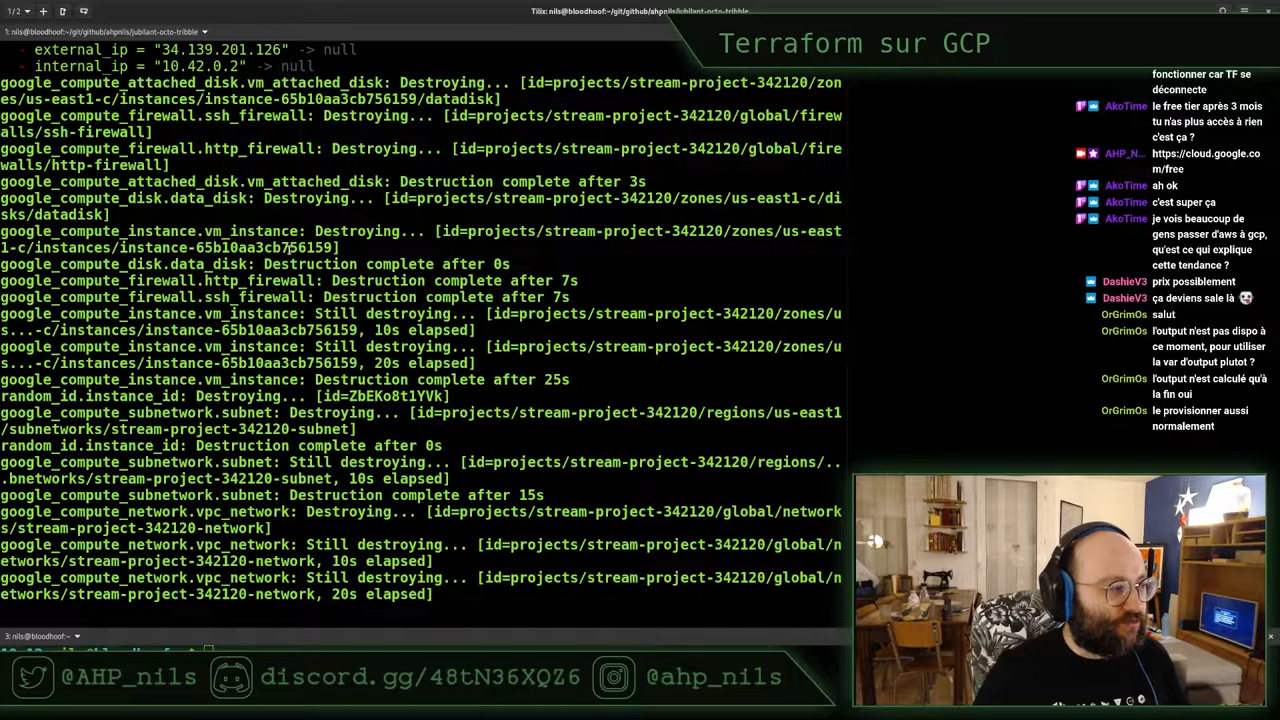 1/2
Tilix: nils@bloodhoof:~/git/github/ahpnils/jubilant-octo-tribble
1: nils@bloodhoof:~/git/github/ahpnils/jubilant-octo-tribble
Terraform sur GCP
- external_ip = "34.139.201.126" -> null
- internal_ip = "10.42.0.2" -> null
google_compute_attached_disk.vm_attached_disk: Destroying... [id=projects/stream-project-342120/zon
es/us-east1-c/instances/instance-65b10aa3cb756159/datadisk]
google_compute_firewall.ssh_firewall: Destroying... [id=projects/stream-project-342120/global/firew
alls/ssh-firewall]
google_compute_firewall.http_firewall: Destroying... [id=projects/stream-project-342120/global/fire
walls/http-firewall]
google_compute_attached_disk.vm_attached_disk: Destruction complete after 3s
google_compute_disk.data_disk: Destroying... [id=projects/stream-project-342120/zones/us-east1-c/di
sks/datadisk]
google_compute_instance.vm_instance: Destroying... [id=projects/stream-project-342120/zones/us-east
1-c/instances/instance-65b10aa3cb756159]
google_compute_disk.data_disk: Destruction complete after 0s
google_compute_firewall.http_firewall: Destruction complete after 7s
google_compute_firewall.ssh_firewall: Destruction complete after 7s
google_compute_instance.vm_instance: Still destroying... [id=projects/stream-project-342120/zones/u
s...-c/instances/instance-65b10aa3cb756159, 10s elapsed]
google_compute_instance.vm_instance: Still destroying... [id=projects/stream-project-342120/zones/u
s...-c/instances/instance-65b10aa3cb756159, 20s elapsed]
google_compute_instance.vm_instance: Destruction complete after 25s
random_id.instance_id: Destroying... [id=ZbEKo8t1YVk]
google_compute_subnetwork.subnet: Destroying... [id=projects/stream-project-342120/regions/us-east1
/subnetworks/stream-project-342120-subnet]
random_id.instance_id: Destruction complete after 0s
google_compute_subnetwork.subnet: Still destroying... [id=projects/stream-project-342120/regions/..
.bnetworks/stream-project-342120-subnet, 10s elapsed]
google_compute_subnetwork.subnet: Destruction complete after 15s
google_compute_network.vpc_network: Destroying... [id=projects/stream-project-342120/global/network
s/stream-project-342120-network]
google_compute_network.vpc_network: Still destroying... [id=projects/stream-project-342120/global/n
etworks/stream-project-342120-network, 10s elapsed]
google_compute_network.vpc_network: Still destroying... [id=projects/stream-project-342120/global/n
etworks/stream-project-342120-network, 20s elapsed]
3: nils@bloodhoof:~
fonctionner car TF se
déconnecte
AkoTime le free tier après 3 mois
tu n'as plus accès à rien
c'est ça ?
AHP_N... https://cloud.google.co
m/free
AkoTime ah ok
AkoTime c'est super ça
AkoTime je vois beaucoup de
gens passer d'aws à gcp,
qu'est ce qui explique
cette tendance ?
DashieV3 prix possiblement
DashieV3 ça deviens sale là
OrGrimOs salut
OrGrimOs l'output n'est pas dispo à
ce moment, pour utiliser
la var d'output plutot ?
OrGrimOs l'output n'est calculé qu'à
la fin oui
OrGrimOs le provisionner aussi
normalement
@AHP_nils
discord.gg/48tN36XQZ6
@ahp_nils